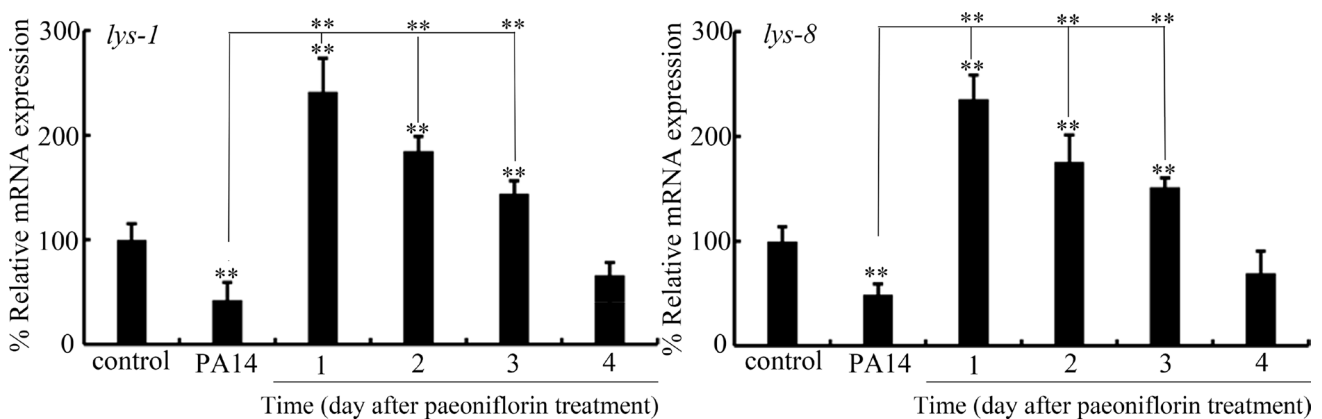 lys-1
% Relative mRNA expression
300
200
100
0
** ** **
**
**
**
**
control PA14 1 2 3 4
Time (day after paeoniflorin treatment)
lys-8
% Relative mRNA expression
300
200
100
0
** ** **
**
**
**
**
control PA14 1 2 3 4
Time (day after paeoniflorin treatment)